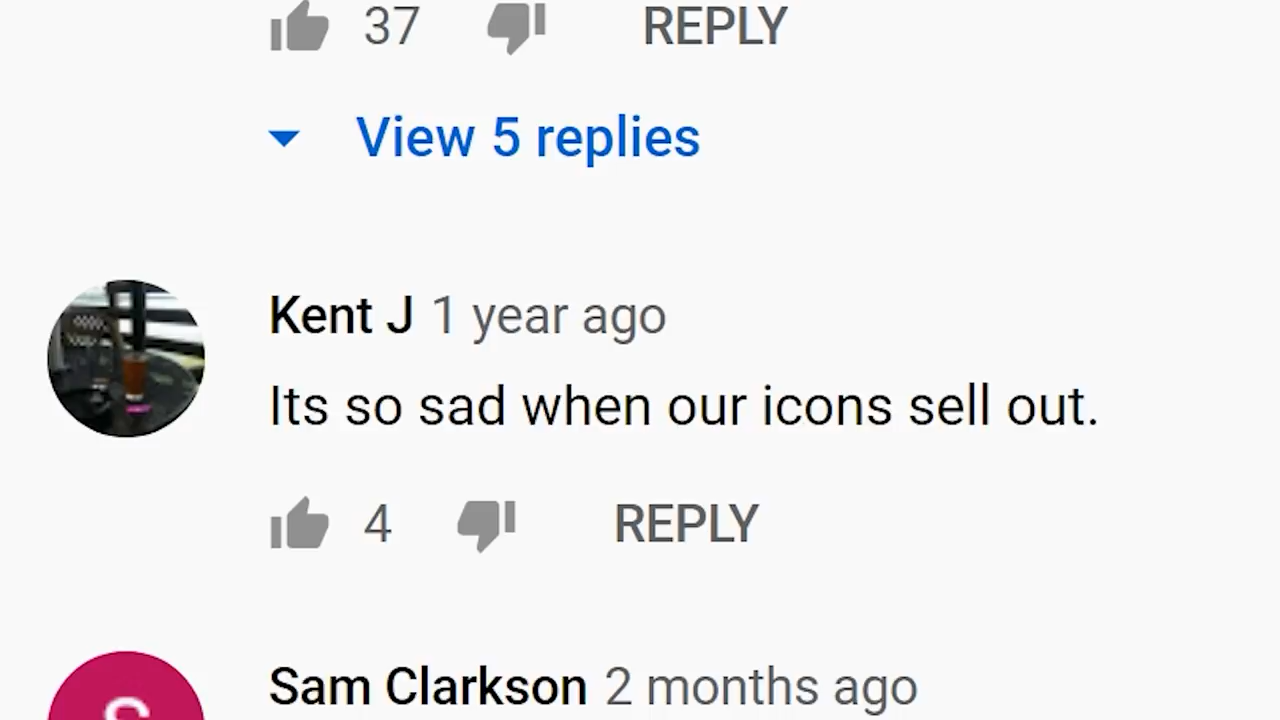 37 REPLY
View 5 replies
Kent J 1 year ago
Its so sad when our icons sell out.
4 REPLY
S
Sam Clarkson 2 months ago